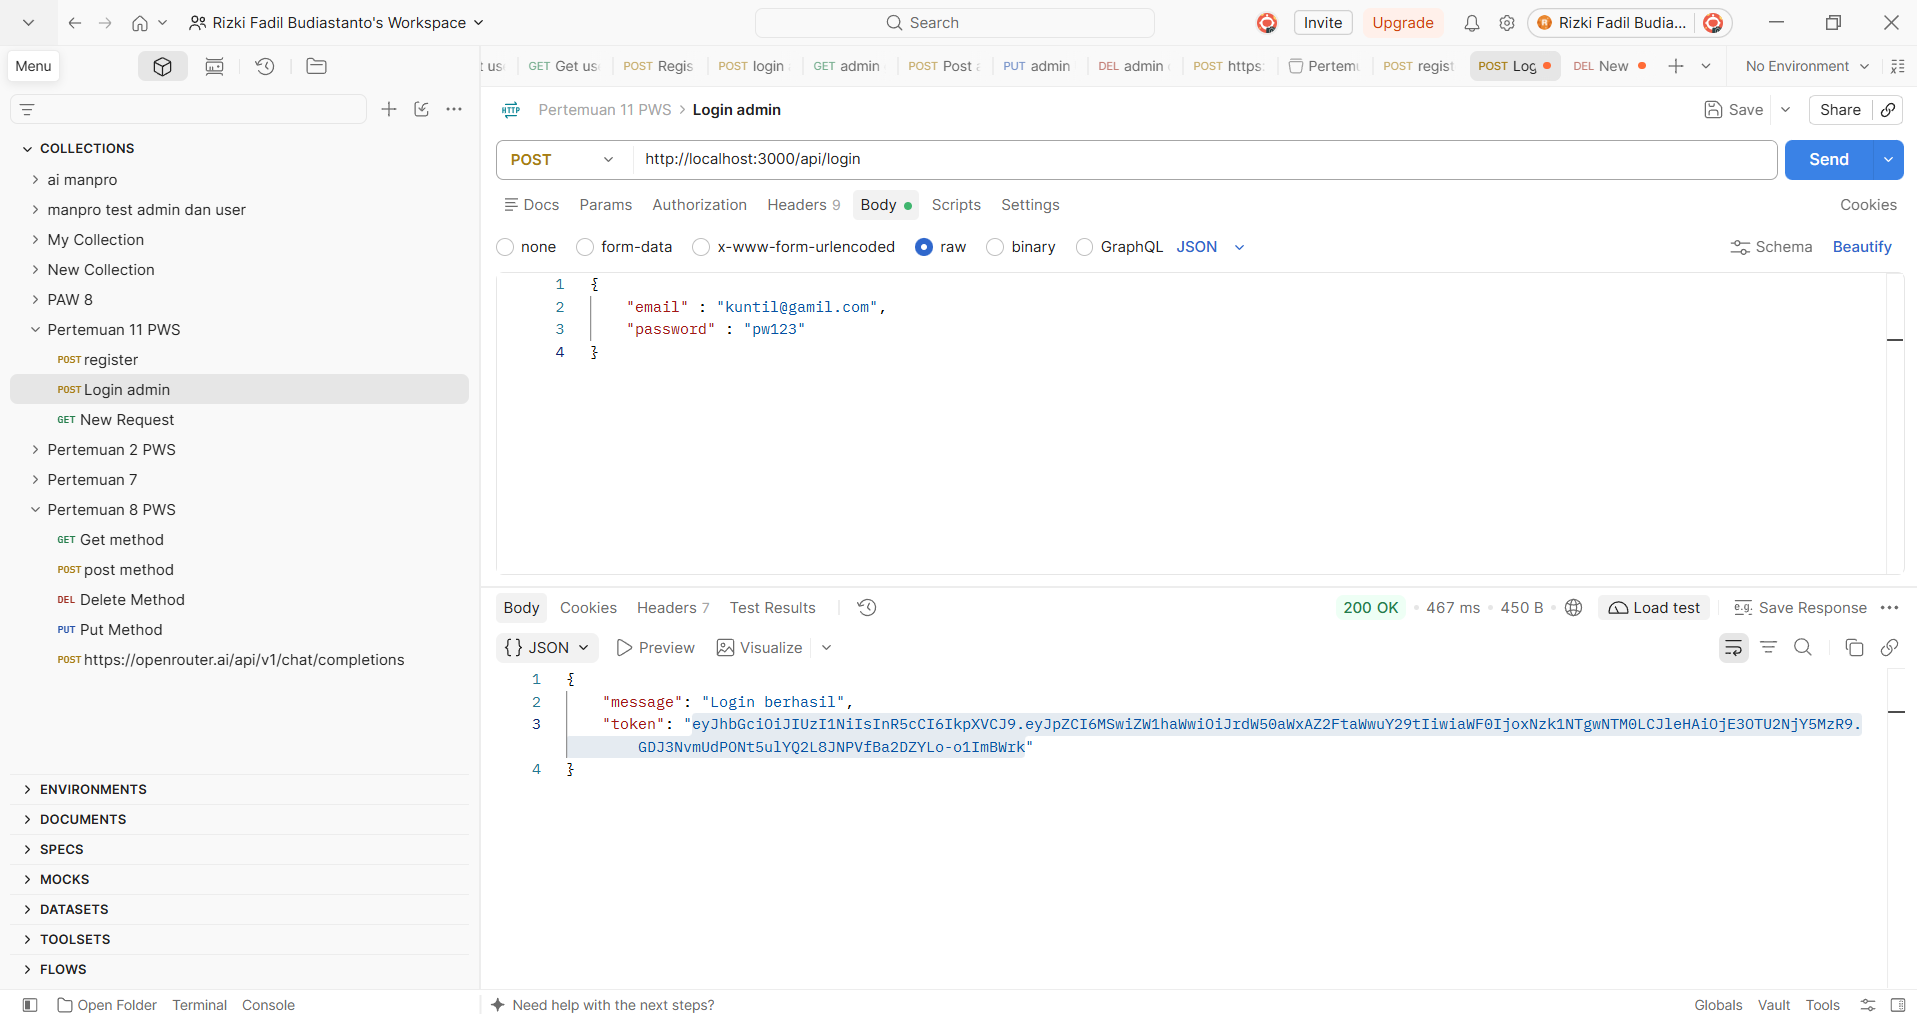 Rizki Fadil Budiastanto's Workspace
Search
Invite
Upgrade
Rizki Fadil Budia...
Menu
GET Get us
POST Regis
POST login
GET admin
POST Post
PUT admin
DEL admin
POST https:
Pertemu
POST regist
POST Log
DEL New
No Environment
COLLECTIONS
ai manpro
manpro test admin dan user
My Collection
New Collection
PAW 8
Pertemuan 11 PWS
POST register
POST Login admin
GET New Request
Pertemuan 2 PWS
Pertemuan 7
Pertemuan 8 PWS
GET Get method
POST post method
DEL Delete Method
PUT Put Method
POST https://openrouter.ai/api/v1/chat/completions
ENVIRONMENTS
DOCUMENTS
SPECS
MOCKS
DATASETS
TOOLSETS
FLOWS
HTTP Pertemuan 11 PWS > Login admin
Save
Share
POST http://localhost:3000/api/login
Send
Docs Params Authorization Headers 9 Body Scripts Settings
Cookies
none form-data x-www-form-urlencoded raw binary GraphQL JSON
Schema Beautify
1 {
2 "email" : "kuntil@gamil.com",
3 "password" : "pw123"
4 }
Body Cookies Headers 7 Test Results
200 OK • 467 ms • 450 B •
Load test
e.g. Save Response
{} JSON Preview Visualize
1 {
2 "message": "Login berhasil",
3 "token": "eyJhbGciOiJIUzI1NiIsInR5cCI6IkpXVCJ9.eyJpZCI6MSwiZW1haWwiOiJrdW50aWxAZ2FtaWwuY29tIiwiaWF0IjoxNzk1NTgwNTM0LCJleHAiOjE3OTU2NjY5MzR9.
GDJ3NvmUdPONt5ulYQ2L8JNPVfBa2DZYLo-o1ImBWrk"
4 }
Open Folder Terminal Console
Need help with the next steps?
Globals Vault Tools